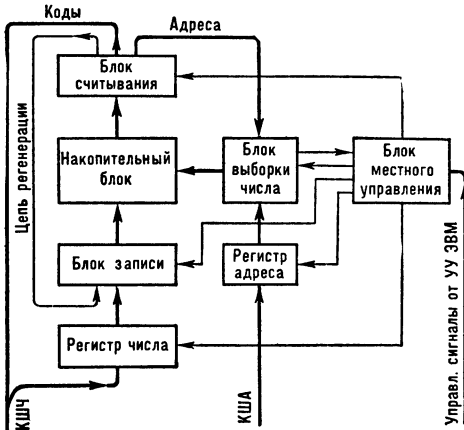 Коды
Адреса
Блок
считывания
Цепь регенерации
Накопительный
блок
Блок
выборки
числа
Блок
местного
управления
Блок записи
Регистр
адреса
Регистр числа
КШЧ
КША
Управл. сигналы от УУ ЭВМ